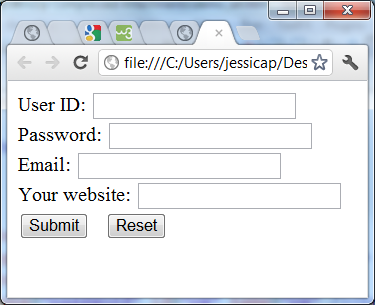 file:///C:/Users/jessicap/Des
User ID:
Password:
Email:
Your website:
Submit Reset